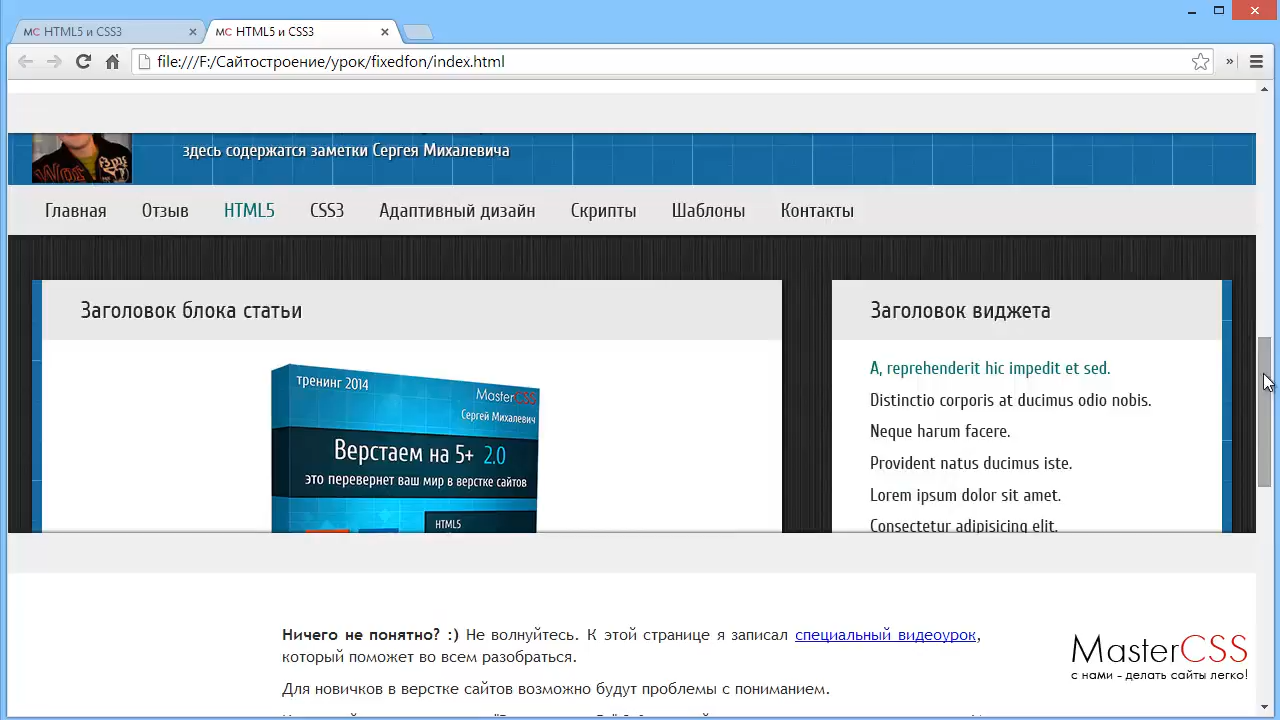 MC HTML5 и CSS3
MC HTML5 и CSS3
file:///F:/Сайтостроение/урок/fixedfon/index.html
здесь содержатся заметки Сергея Михалевича
Главная Отзыв HTML5 CSS3 Адаптивный дизайн Скрипты Шаблоны Контакты
Заголовок блока статьи
тренинг 2014
MasterCSS
Сергей Михалевич
Верстаем на 5+ 2.0
это перевернет ваш мир в верстке сайтов
HTML5
Заголовок виджета
A, reprehenderit hic impedit et sed.
Distinctio corporis at ducimus odio nobis.
Neque harum facere.
Provident natus ducimus iste.
Lorem ipsum dolor sit amet.
Consectetur adipisicing elit.
Ничего не понятно? :) Не волнуйтесь. К этой странице я записал специальный видеоурок,
который поможет во всем разобраться.
Для новичков в верстке сайтов возможно будут проблемы с пониманием.
MasterCSS
с нами - делать сайты легко!